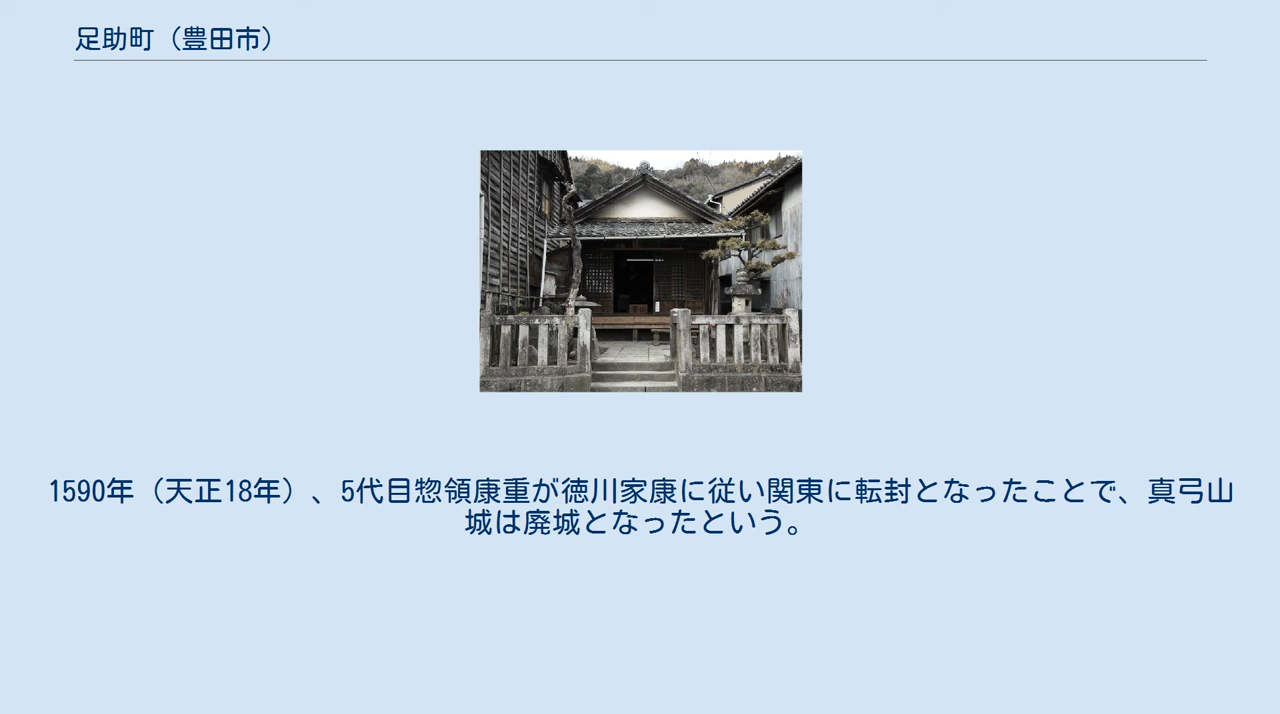 足助町（豊田市）
1590年（天正18年）、5代目惣領康重が徳川家康に従い関東に転封となったことで、真弓山
城は廃城となったという。